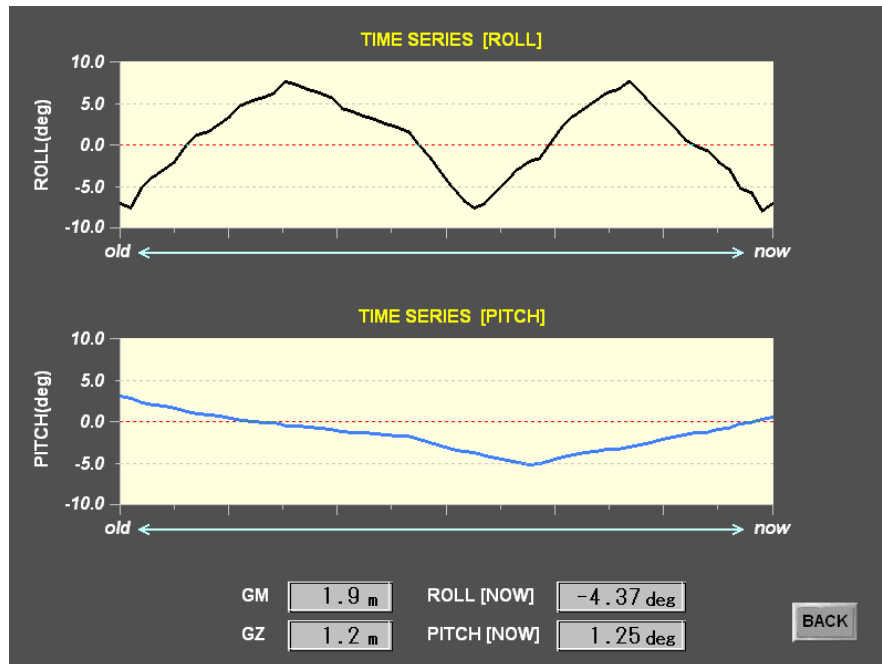 TIME SERIES [ROLL]
10.0
5.0
0.0
-5.0
-10.0
ROLL(deg)
old
now
TIME SERIES [PITCH]
10.0
5.0
0.0
-5.0
-10.0
PITCH(deg)
old
now
GM 1.9 m ROLL [NOW] -4.37 deg
GZ 1.2 m PITCH [NOW] 1.25 deg
BACK